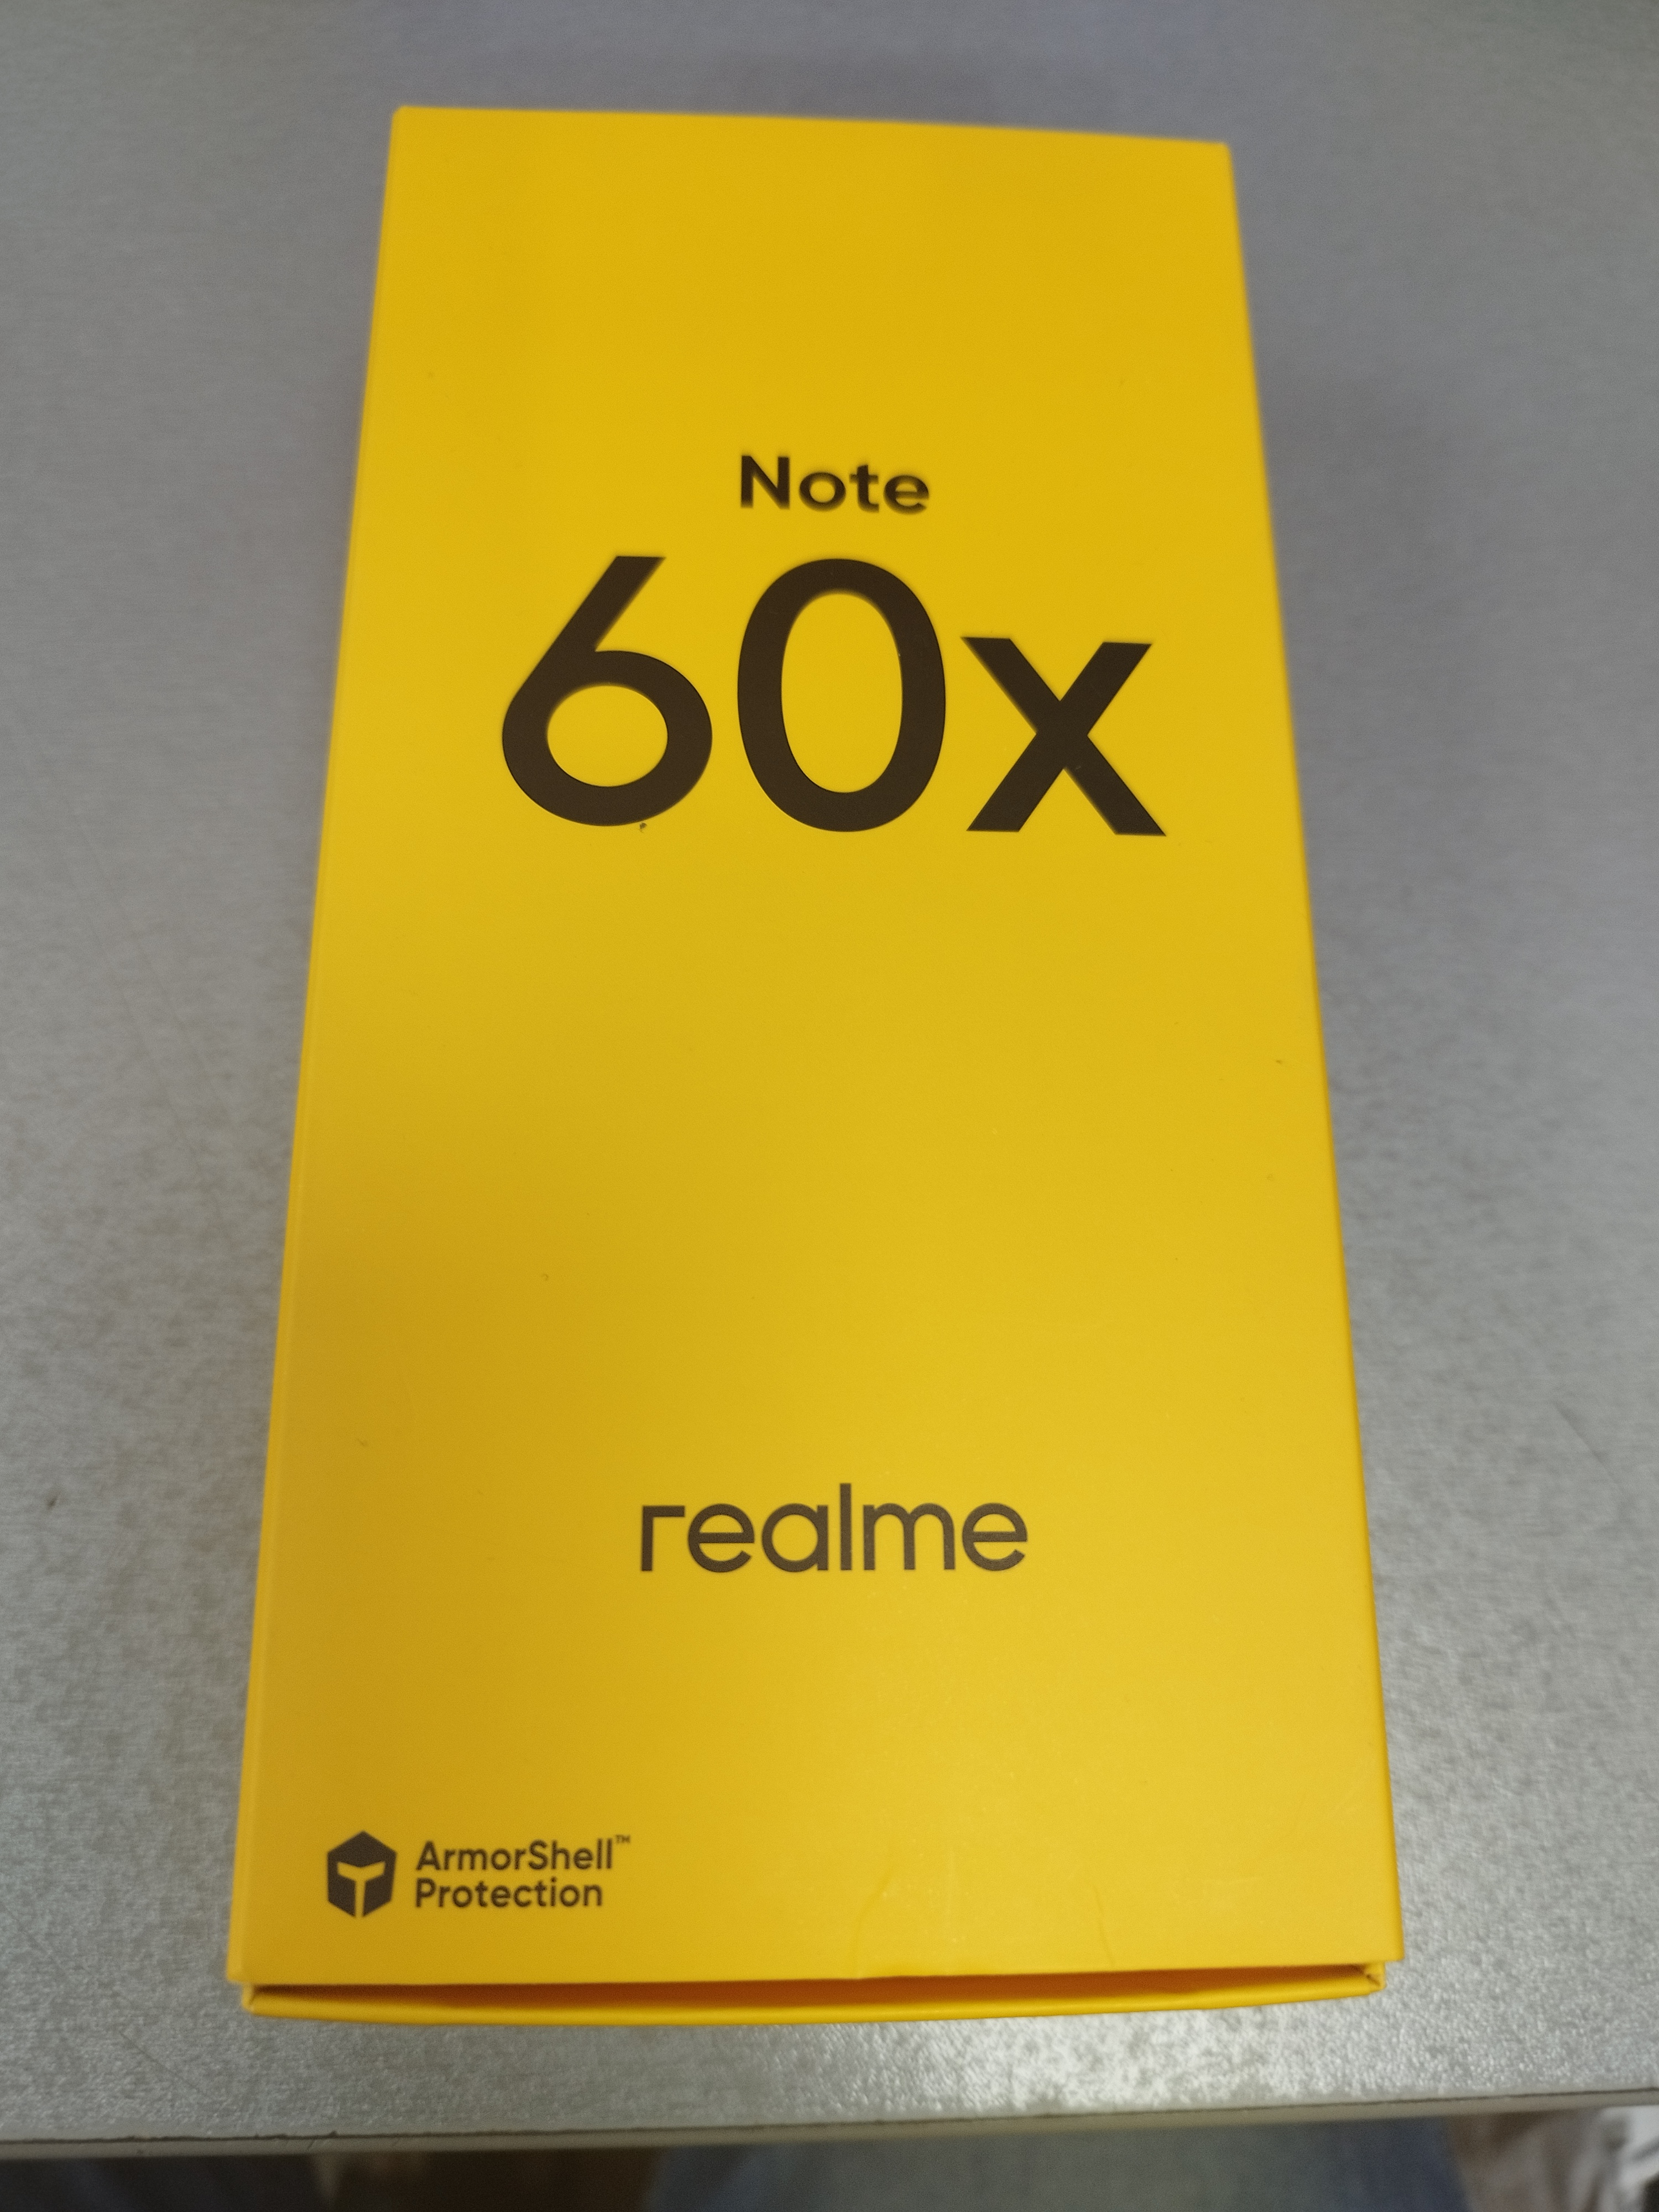 Note
60x
realme
ArmorShell™
Protection